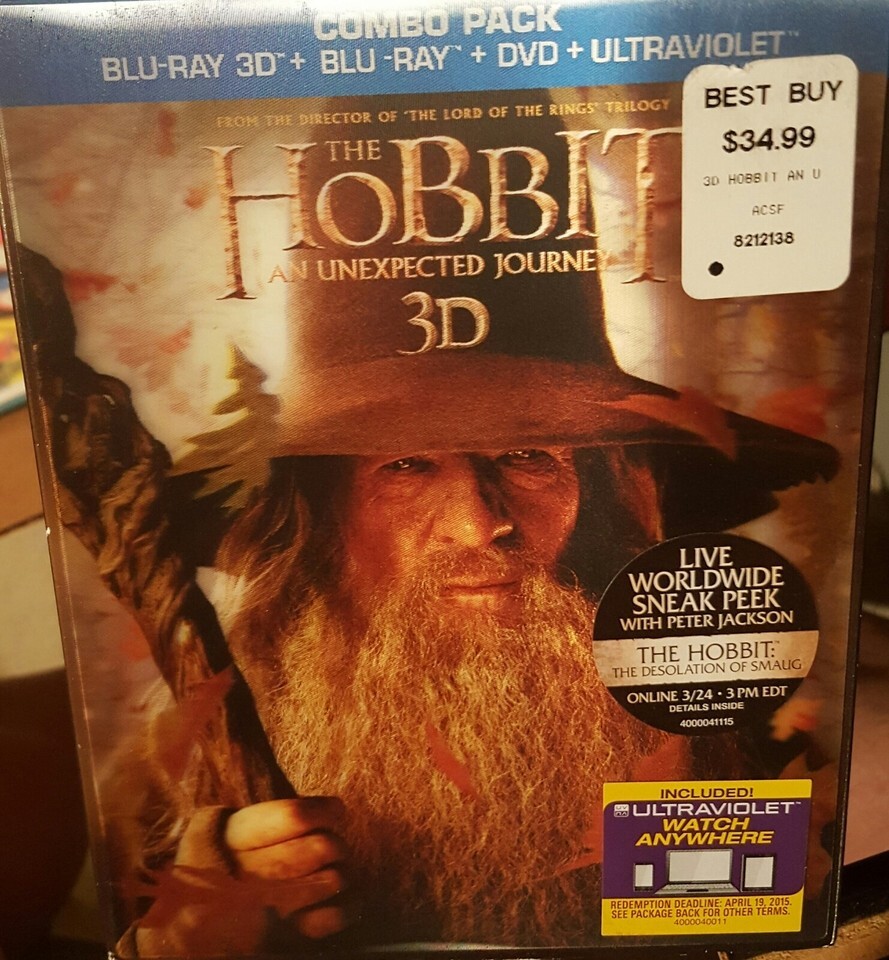 COMBO PACK
BLU-RAY 3D™ + BLU-RAY™ + DVD + ULTRAVIOLET™
FROM THE DIRECTOR OF 'THE LORD OF THE RINGS' TRILOGY
THE
HOBBIT
AN UNEXPECTED JOURNEY
3D
BEST BUY
$34.99
3D HOBBIT AN U
ACSF
8212138
LIVE
WORLDWIDE
SNEAK PEEK
WITH PETER JACKSON
THE HOBBIT:™
THE DESOLATION OF SMAUG
ONLINE 3/24 • 3 PM EDT
DETAILS INSIDE
4000041115
INCLUDED!
UV ULTRAVIOLET™
WATCH
ANYWHERE
REDEMPTION DEADLINE: APRIL 19, 2015.
SEE PACKAGE BACK FOR OTHER TERMS.
4000040011